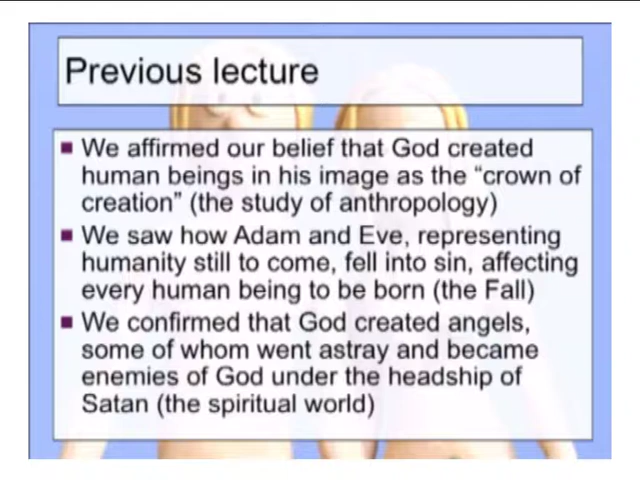 Previous lecture
■ We affirmed our belief that God created
human beings in his image as the “crown of
creation” (the study of anthropology)
■ We saw how Adam and Eve, representing
humanity still to come, fell into sin, affecting
every human being to be born (the Fall)
■ We confirmed that God created angels,
some of whom went astray and became
enemies of God under the headship of
Satan (the spiritual world)